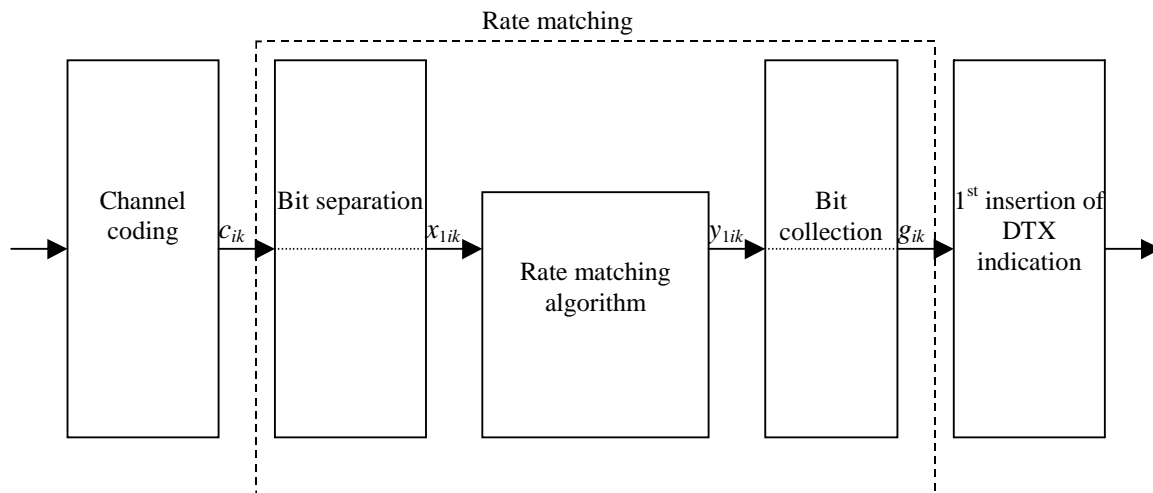 Rate matching
Channel
coding
c_ik
Bit separation
x_1ik
Rate matching
algorithm
y_1ik
Bit
collection
g_ik
1st insertion of
DTX
indication